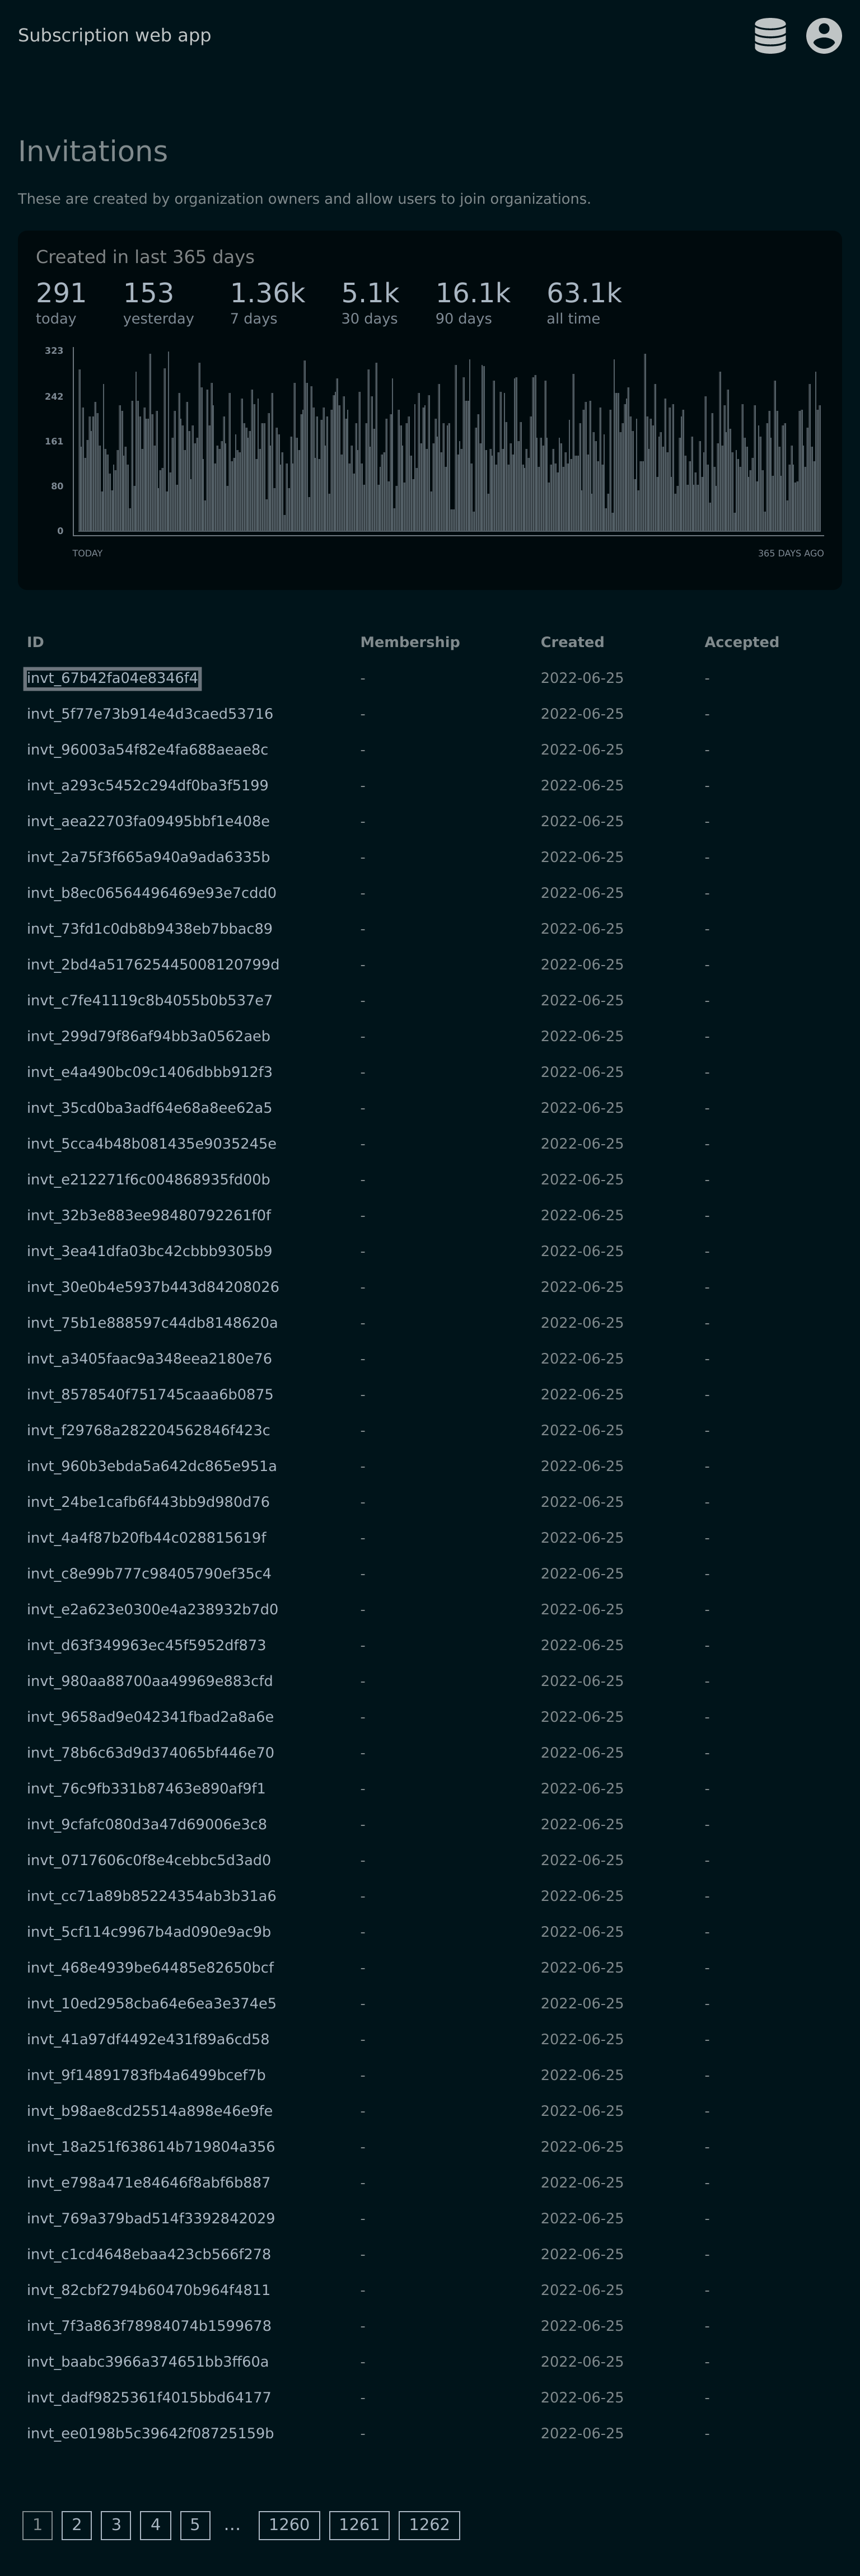 Subscription web app
Invitations
These are created by organization owners and allow users to join organizations.
Created in last 365 days
291 153 1.36k 5.1k 16.1k 63.1k
today yesterday 7 days 30 days 90 days all time
323
242
161
80
0
TODAY 365 DAYS AGO
ID Membership Created Accepted
invt_67b42fa04e8346f4 - 2022-06-25 -
invt_5f77e73b914e4d3caed53716 - 2022-06-25 -
invt_96003a54f82e4fa688aeae8c - 2022-06-25 -
invt_a293c5452c294df0ba3f5199 - 2022-06-25 -
invt_aea22703fa09495bbf1e408e - 2022-06-25 -
invt_2a75f3f665a940a9ada6335b - 2022-06-25 -
invt_b8ec06564496469e93e7cdd0 - 2022-06-25 -
invt_73fd1c0db8b9438eb7bbac89 - 2022-06-25 -
invt_2bd4a517625445008120799d - 2022-06-25 -
invt_c7fe41119c8b4055b0b537e7 - 2022-06-25 -
invt_299d79f86af94bb3a0562aeb - 2022-06-25 -
invt_e4a490bc09c1406dbbb912f3 - 2022-06-25 -
invt_35cd0ba3adf64e68a8ee62a5 - 2022-06-25 -
invt_5cca4b48b081435e9035245e - 2022-06-25 -
invt_e212271f6c004868935fd00b - 2022-06-25 -
invt_32b3e883ee98480792261f0f - 2022-06-25 -
invt_3ea41dfa03bc42cbbb9305b9 - 2022-06-25 -
invt_30e0b4e5937b443d84208026 - 2022-06-25 -
invt_75b1e888597c44db8148620a - 2022-06-25 -
invt_a3405faac9a348eea2180e76 - 2022-06-25 -
invt_8578540f751745caaa6b0875 - 2022-06-25 -
invt_f29768a282204562846f423c - 2022-06-25 -
invt_960b3ebda5a642dc865e951a - 2022-06-25 -
invt_24be1cafb6f443bb9d980d76 - 2022-06-25 -
invt_4a4f87b20fb44c028815619f - 2022-06-25 -
invt_c8e99b777c98405790ef35c4 - 2022-06-25 -
invt_e2a623e0300e4a238932b7d0 - 2022-06-25 -
invt_d63f349963ec45f5952df873 - 2022-06-25 -
invt_980aa88700aa49969e883cfd - 2022-06-25 -
invt_9658ad9e042341fbad2a8a6e - 2022-06-25 -
invt_78b6c63d9d374065bf446e70 - 2022-06-25 -
invt_76c9fb331b87463e890af9f1 - 2022-06-25 -
invt_9cfafc080d3a47d69006e3c8 - 2022-06-25 -
invt_0717606c0f8e4cebbc5d3ad0 - 2022-06-25 -
invt_cc71a89b85224354ab3b31a6 - 2022-06-25 -
invt_5cf114c9967b4ad090e9ac9b - 2022-06-25 -
invt_468e4939be64485e82650bcf - 2022-06-25 -
invt_10ed2958cba64e6ea3e374e5 - 2022-06-25 -
invt_41a97df4492e431f89a6cd58 - 2022-06-25 -
invt_9f14891783fb4a6499bcef7b - 2022-06-25 -
invt_b98ae8cd25514a898e46e9fe - 2022-06-25 -
invt_18a251f638614b719804a356 - 2022-06-25 -
invt_e798a471e84646f8abf6b887 - 2022-06-25 -
invt_769a379bad514f3392842029 - 2022-06-25 -
invt_c1cd4648ebaa423cb566f278 - 2022-06-25 -
invt_82cbf2794b60470b964f4811 - 2022-06-25 -
invt_7f3a863f78984074b1599678 - 2022-06-25 -
invt_baabc3966a374651bb3ff60a - 2022-06-25 -
invt_dadf9825361f4015bbd64177 - 2022-06-25 -
invt_ee0198b5c39642f08725159b - 2022-06-25 -
1 2 3 4 5 … 1260 1261 1262